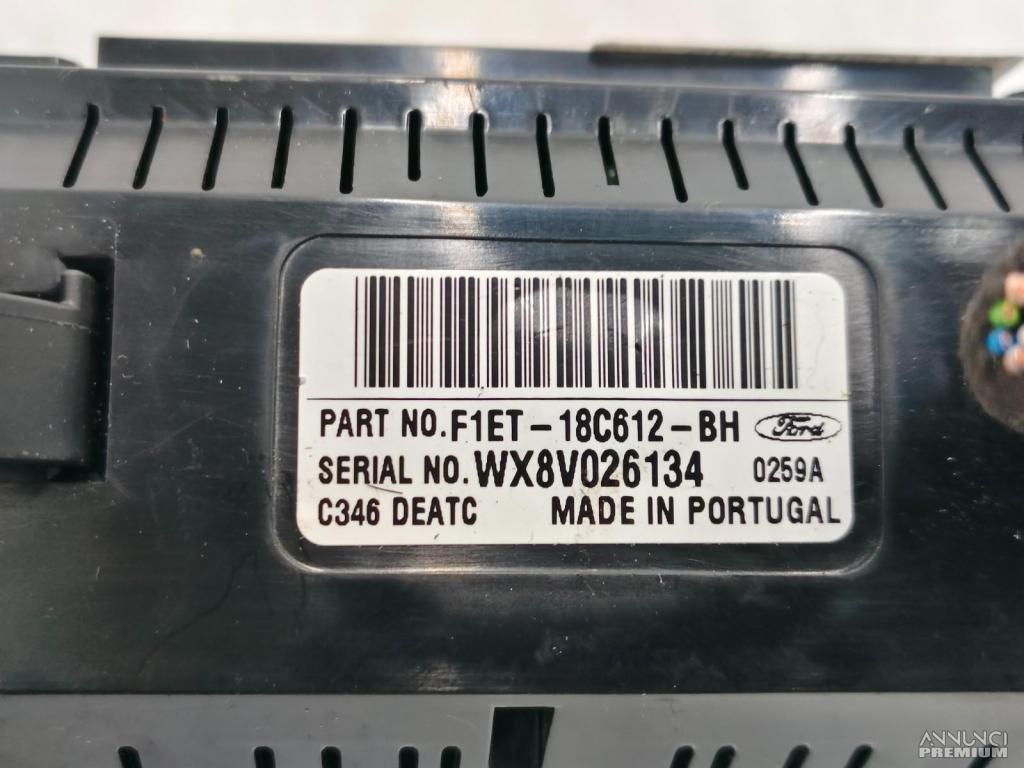 PART NO. F1ET-18C612-BH Ford
SERIAL NO. WX8V026134 0259A
C346 DEATC MADE IN PORTUGAL
ANNUNCI
PREMIUM